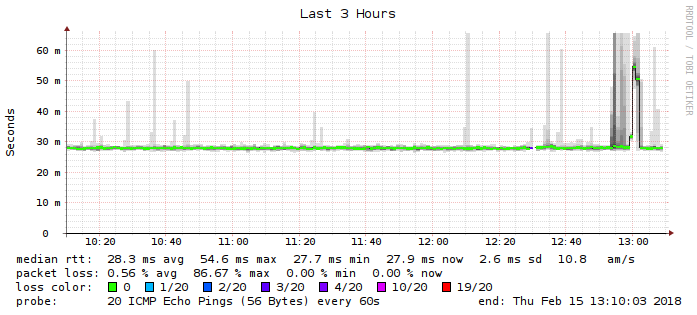 Last 3 Hours
RRDTOOL / TOBI OETIKER
Seconds
60 m
50 m
40 m
30 m
20 m
10 m
0
10:20 10:40 11:00 11:20 11:40 12:00 12:20 12:40 13:00
median rtt: 28.3 ms avg 54.6 ms max 27.7 ms min 27.9 ms now 2.6 ms sd 10.8 am/s
packet loss: 0.56 % avg 86.67 % max 0.00 % min 0.00 % now
loss color: 0 1/20 2/20 3/20 4/20 10/20 19/20
probe: 20 ICMP Echo Pings (56 Bytes) every 60s end: Thu Feb 15 13:10:03 2018